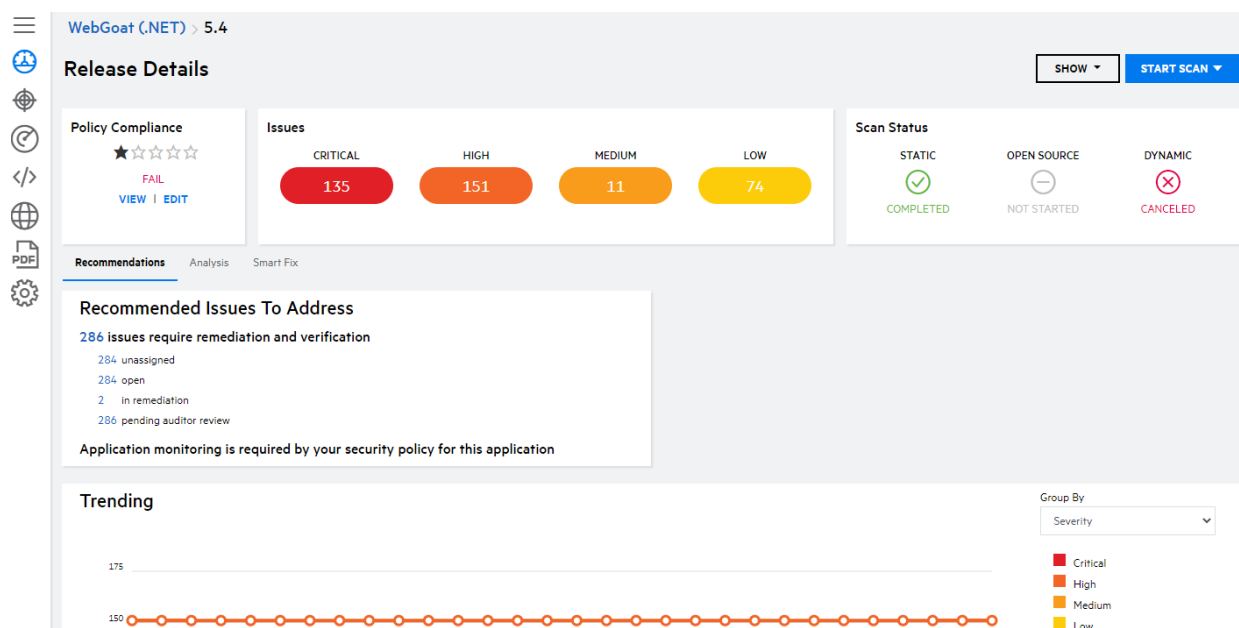 WebGoat (.NET) > 5.4
Release Details
SHOW
START SCAN
Policy Compliance
FAIL
VIEW | EDIT
Issues
CRITICAL HIGH MEDIUM LOW
135 151 11 74
Scan Status
STATIC OPEN SOURCE DYNAMIC
COMPLETED NOT STARTED CANCELED
PDF
Recommendations Analysis Smart Fix
Recommended Issues To Address
286 issues require remediation and verification
284 unassigned
284 open
2 in remediation
286 pending auditor review
Application monitoring is required by your security policy for this application
Trending
Group By
Severity
175
150
Critical
High
Medium
Low